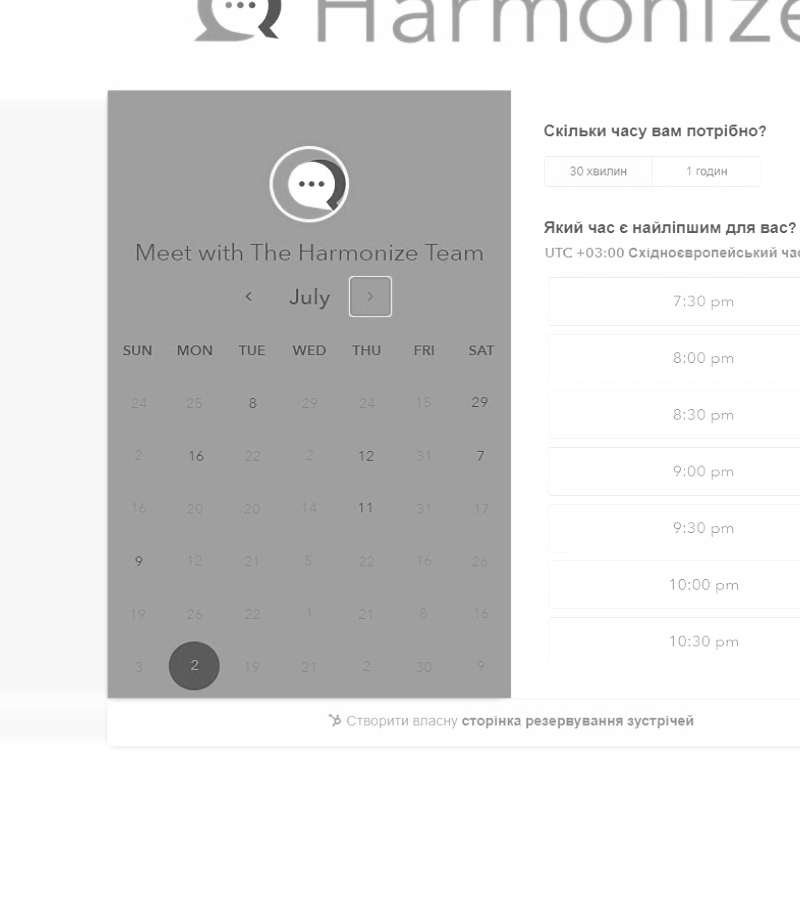 Harmonize
Meet with The Harmonize Team
July
SUN MON TUE WED THU FRI SAT
24 25 8 29 24 15 29
2 16 22 2 12 31 7
16 20 20 14 11 31 17
9 12 21 5 22 16 26
19 26 22 1 21 8 16
3 2 19 21 2 30 9
Скільки часу вам потрібно?
30 хвилин 1 годин
Який час є найліпшим для вас?
UTC +03:00 Східноєвропейський час
7:30 pm
8:00 pm
8:30 pm
9:00 pm
9:30 pm
10:00 pm
10:30 pm
Створити власну сторінка резервування зустрічей